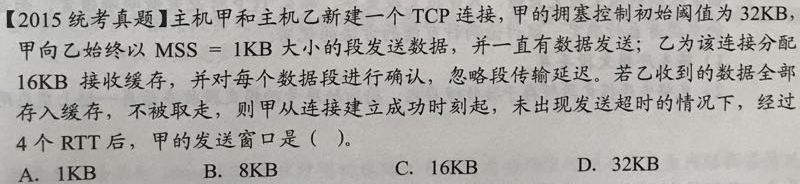 【2015 统考真题】主机甲和主机乙新建一个 TCP 连接，甲的拥塞控制初始阈值为 32KB，
甲向乙始终以 MSS = 1KB 大小的段发送数据，并一直有数据发送；乙为该连接分配
16KB 接收缓存，并对每个数据段进行确认，忽略段传输延迟。若乙收到的数据全部
存入缓存，不被取走，则甲从连接建立成功时刻起，未出现发送超时的情况下，经过
4 个 RTT 后，甲的发送窗口是（ ）。
A. 1KB B. 8KB C. 16KB D. 32KB